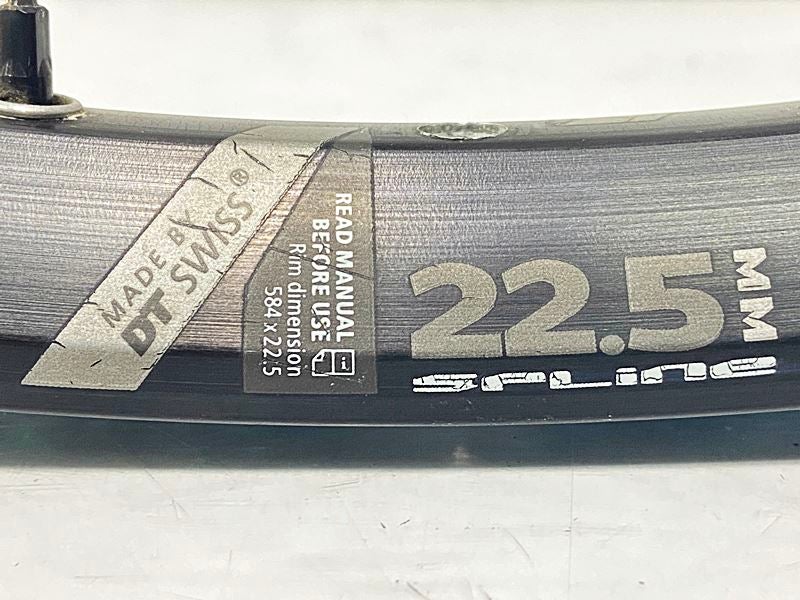 MADE BY
DT SWISS®
READ MANUAL
BEFORE USE
Rim dimension
584 x 22.5
22.5
MM
SPLINE